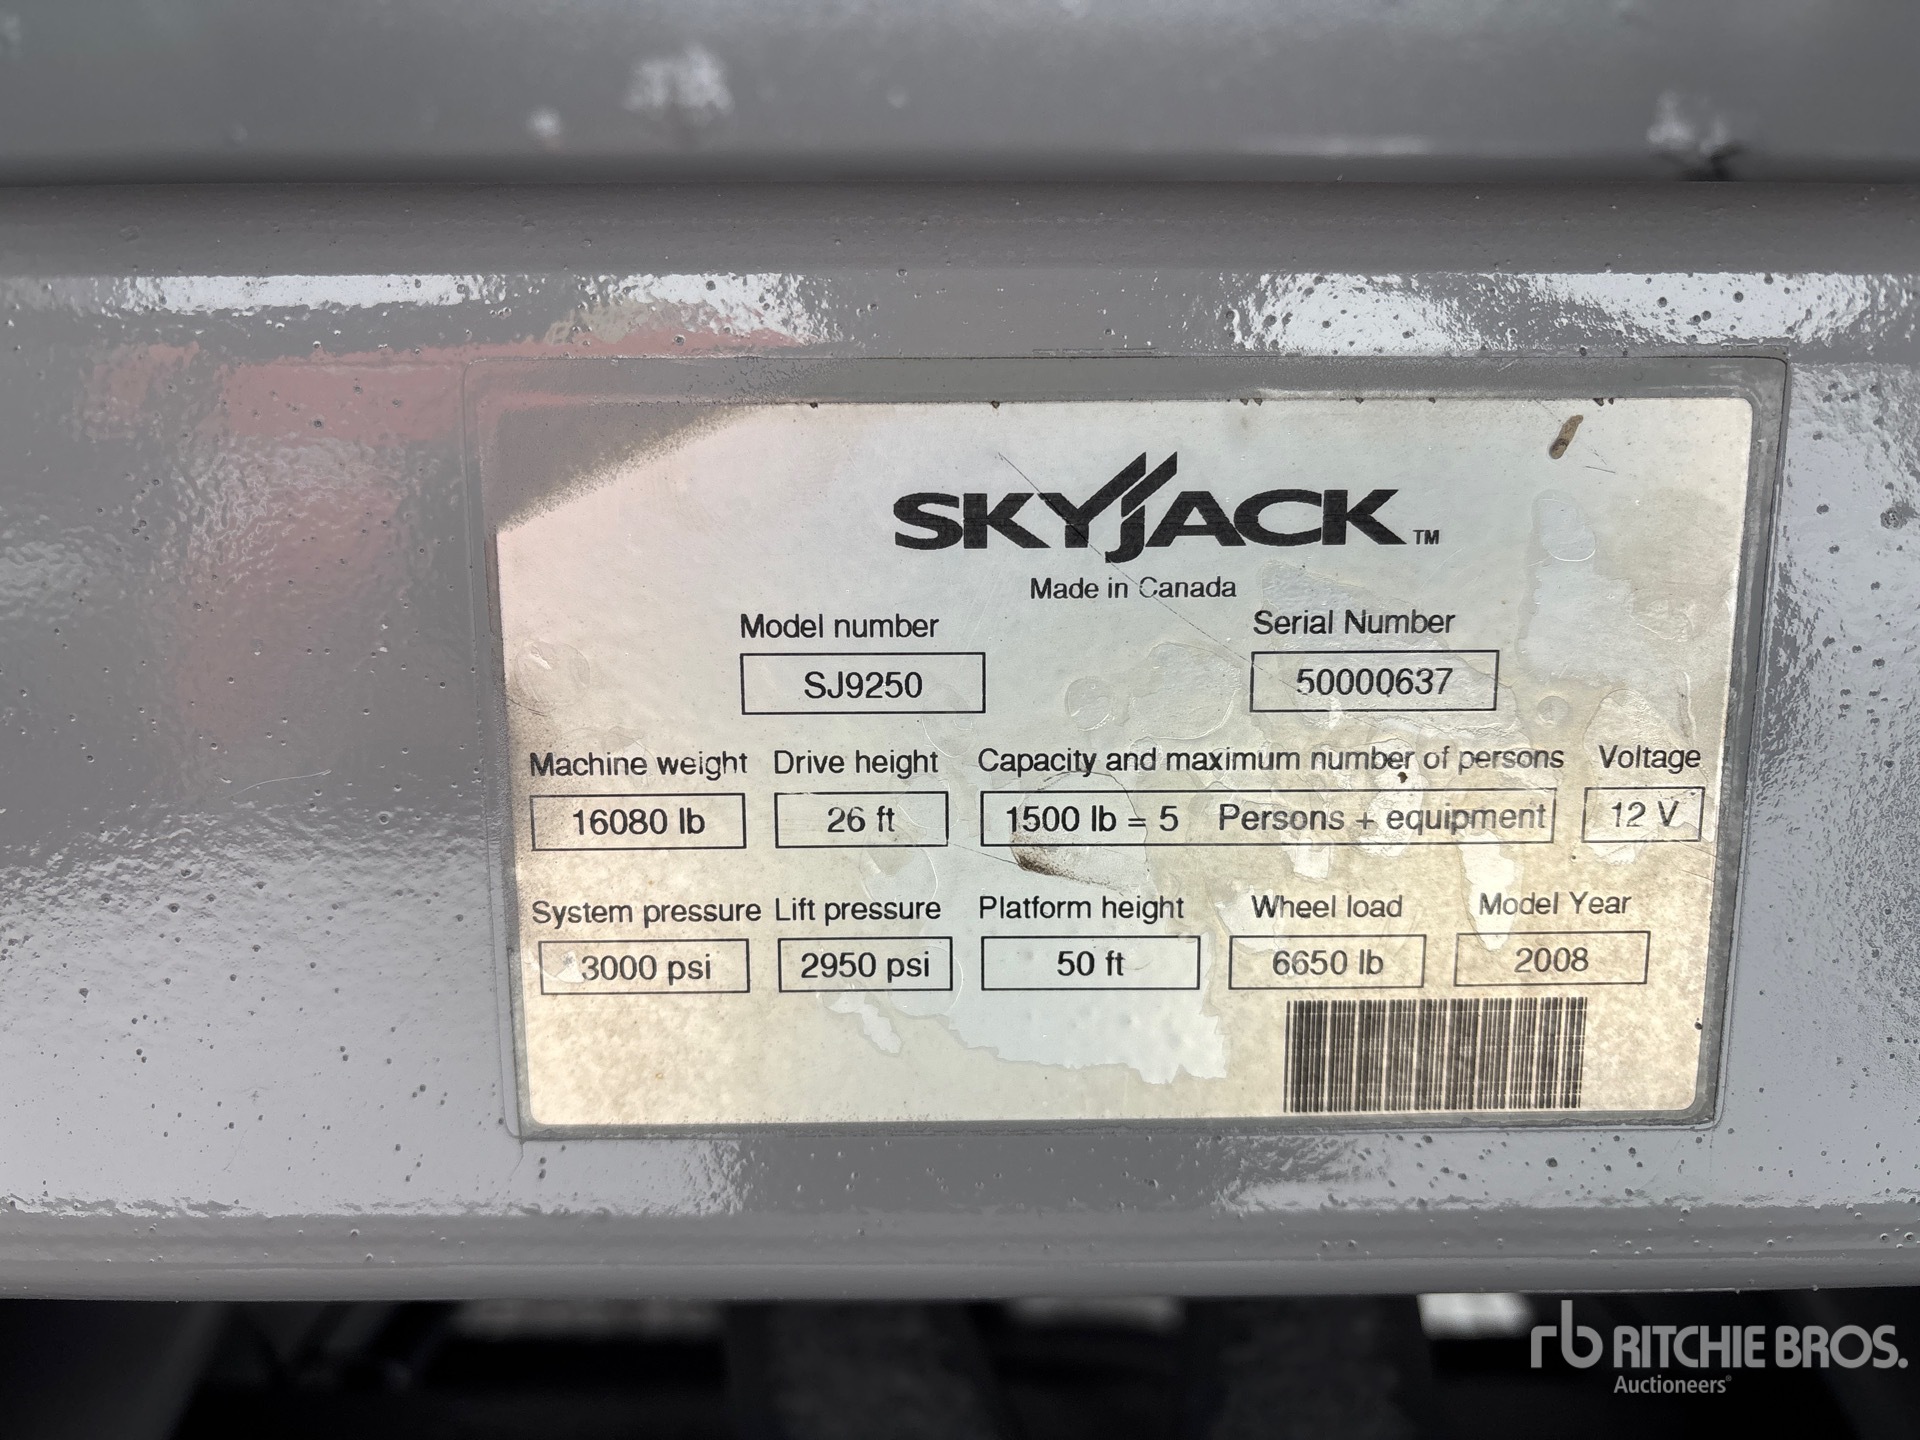 SKYJACK™
Made in Canada
Model number Serial Number
SJ9250 50000637
Machine weight Drive height Capacity and maximum number of persons Voltage
16080 lb 26 ft 1500 lb = 5 Persons + equipment 12 V
System pressure Lift pressure Platform height Wheel load Model Year
3000 psi 2950 psi 50 ft 6650 lb 2008
rb RITCHIE BROS.
Auctioneers®